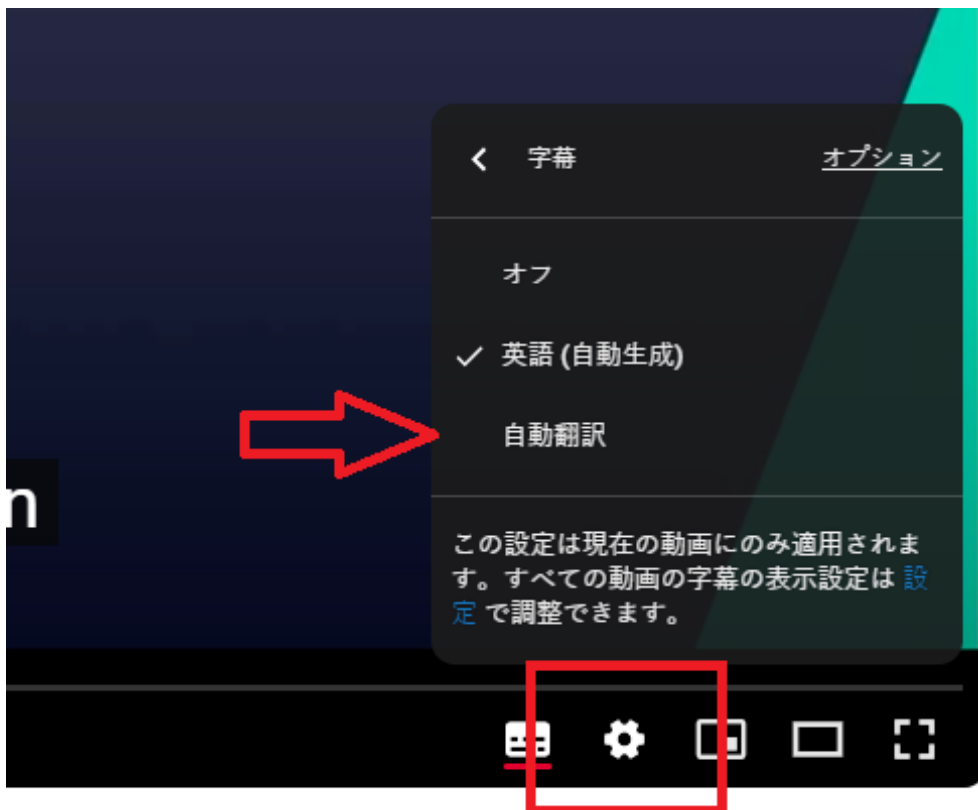 字幕 オプション
オフ
英語 (自動生成)
自動翻訳
n
この設定は現在の動画にのみ適用されま
す。すべての動画の字幕の表示設定は 設
定 で調整できます。